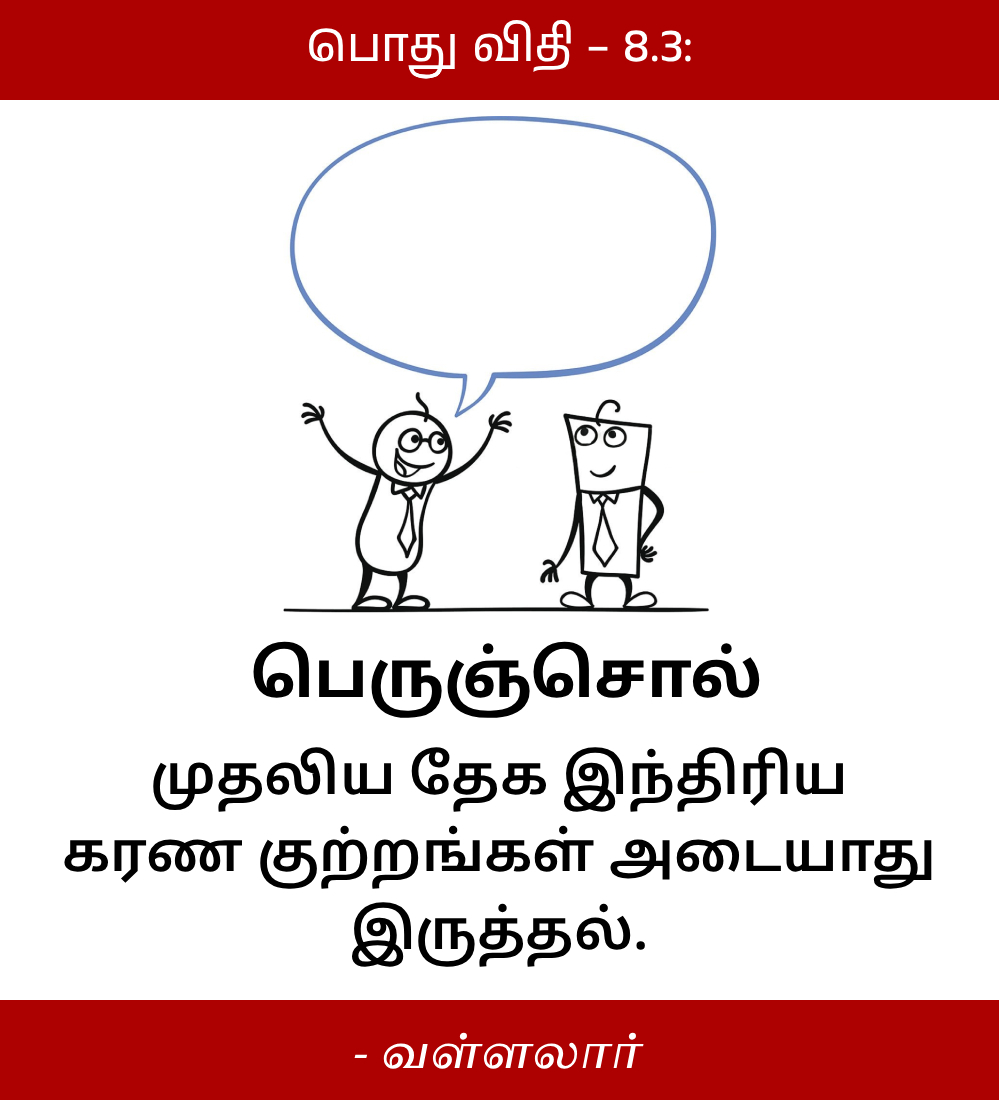 பொது விதி – 8.3:
பெருஞ்சொல்
முதலிய தேக இந்திரிய
கரண குற்றங்கள் அடையாது
இருத்தல்.
- வள்ளலார்